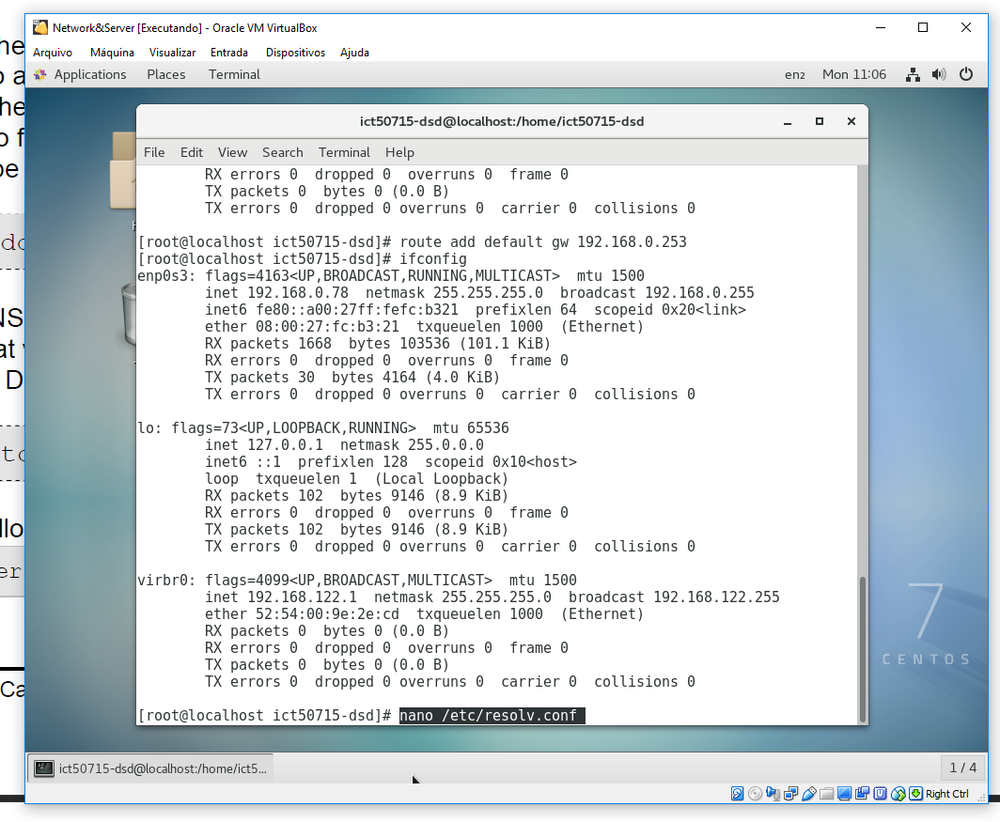 Network&Server [Executando] - Oracle VM VirtualBox
Arquivo Máquina Visualizar Entrada Dispositivos Ajuda
Applications Places Terminal en2 Mon 11:06
ict50715-dsd@localhost:/home/ict50715-dsd
File Edit View Search Terminal Help
RX errors 0  dropped 0  overruns 0  frame 0
TX packets 0  bytes 0 (0.0 B)
TX errors 0  dropped 0 overruns 0  carrier 0  collisions 0
[root@localhost ict50715-dsd]# route add default gw 192.168.0.253
[root@localhost ict50715-dsd]# ifconfig
enp0s3: flags=4163<UP,BROADCAST,RUNNING,MULTICAST>  mtu 1500
inet 192.168.0.78  netmask 255.255.255.0  broadcast 192.168.0.255
inet6 fe80::a00:27ff:fefc:b321  prefixlen 64  scopeid 0x20<link>
ether 08:00:27:fc:b3:21  txqueuelen 1000  (Ethernet)
RX packets 1668  bytes 103536 (101.1 KiB)
RX errors 0  dropped 0  overruns 0  frame 0
TX packets 30  bytes 4164 (4.0 KiB)
TX errors 0  dropped 0 overruns 0  carrier 0  collisions 0
lo: flags=73<UP,LOOPBACK,RUNNING>  mtu 65536
inet 127.0.0.1  netmask 255.0.0.0
inet6 ::1  prefixlen 128  scopeid 0x10<host>
loop  txqueuelen 1  (Local Loopback)
RX packets 102  bytes 9146 (8.9 KiB)
RX errors 0  dropped 0  overruns 0  frame 0
TX packets 102  bytes 9146 (8.9 KiB)
TX errors 0  dropped 0 overruns 0  carrier 0  collisions 0
virbr0: flags=4099<UP,BROADCAST,MULTICAST>  mtu 1500
inet 192.168.122.1  netmask 255.255.255.0  broadcast 192.168.122.255
ether 52:54:00:9e:2e:cd  txqueuelen 1000  (Ethernet)
RX packets 0  bytes 0 (0.0 B)
RX errors 0  dropped 0  overruns 0  frame 0
TX packets 0  bytes 0 (0.0 B)
TX errors 0  dropped 0 overruns 0  carrier 0  collisions 0
[root@localhost ict50715-dsd]# nano /etc/resolv.conf
7
CENTOS
ict50715-dsd@localhost:/home/ict5... 1 / 4
Right Ctrl